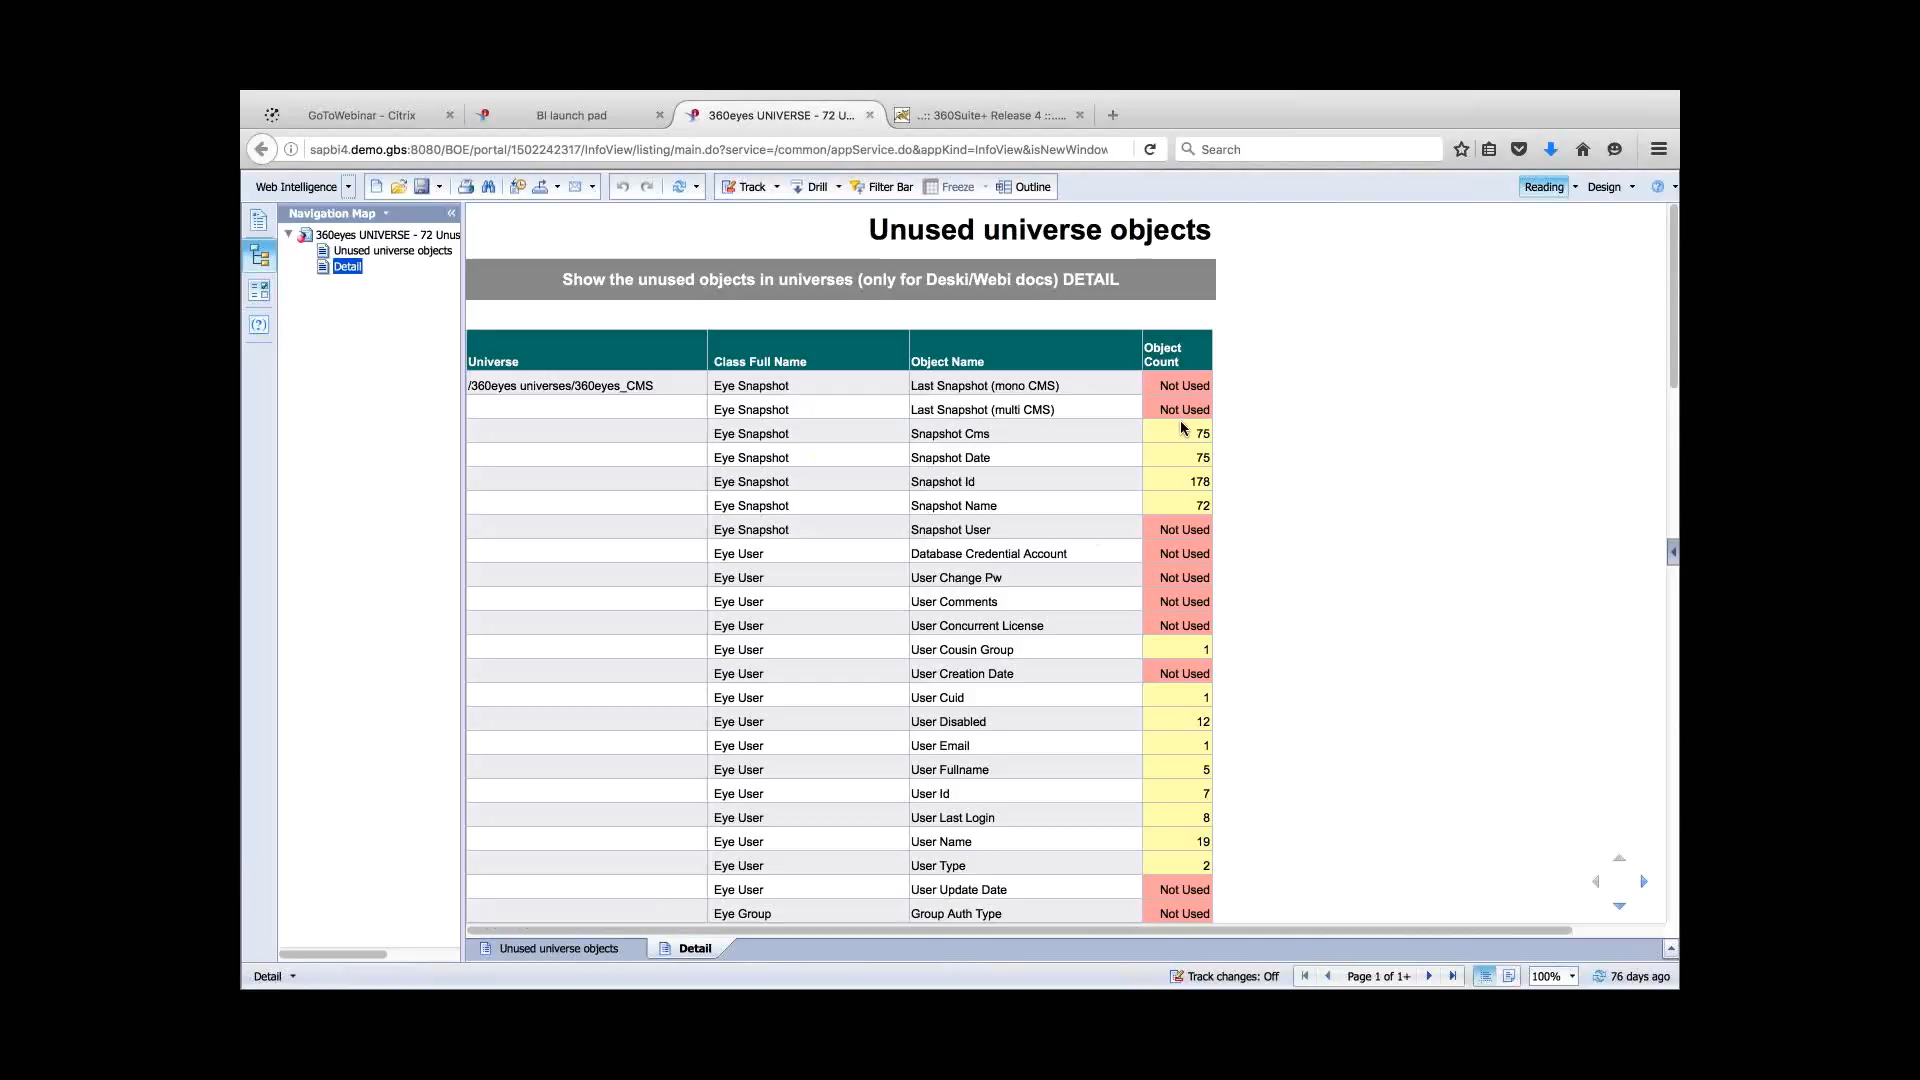 GoToWebinar - Citrix
BI launch pad
360eyes UNIVERSE - 72 U...
..:: 360Suite+ Release 4 ::.....
sapbi4.demo.gbs:8080/BOE/portal/1502242317/InfoView/listing/main.do?service=/common/appService.do&appKind=InfoView&isNewWindow
Search
Web Intelligence
Track
Drill
Filter Bar
Freeze
Outline
Reading
Design
Navigation Map
360eyes UNIVERSE - 72 Unus
Unused universe objects
Detail
Unused universe objects
Show the unused objects in universes (only for Deski/Webi docs) DETAIL
Universe Class Full Name Object Name Object Count
/360eyes universes/360eyes_CMS Eye Snapshot Last Snapshot (mono CMS) Not Used
Eye Snapshot Last Snapshot (multi CMS) Not Used
Eye Snapshot Snapshot Cms 75
Eye Snapshot Snapshot Date 75
Eye Snapshot Snapshot Id 178
Eye Snapshot Snapshot Name 72
Eye Snapshot Snapshot User Not Used
Eye User Database Credential Account Not Used
Eye User User Change Pw Not Used
Eye User User Comments Not Used
Eye User User Concurrent License Not Used
Eye User User Cousin Group 1
Eye User User Creation Date Not Used
Eye User User Cuid 1
Eye User User Disabled 12
Eye User User Email 1
Eye User User Fullname 5
Eye User User Id 7
Eye User User Last Login 8
Eye User User Name 19
Eye User User Type 2
Eye User User Update Date Not Used
Eye Group Group Auth Type Not Used
Unused universe objects
Detail
Detail
Track changes: Off
Page 1 of 1+
100%
76 days ago